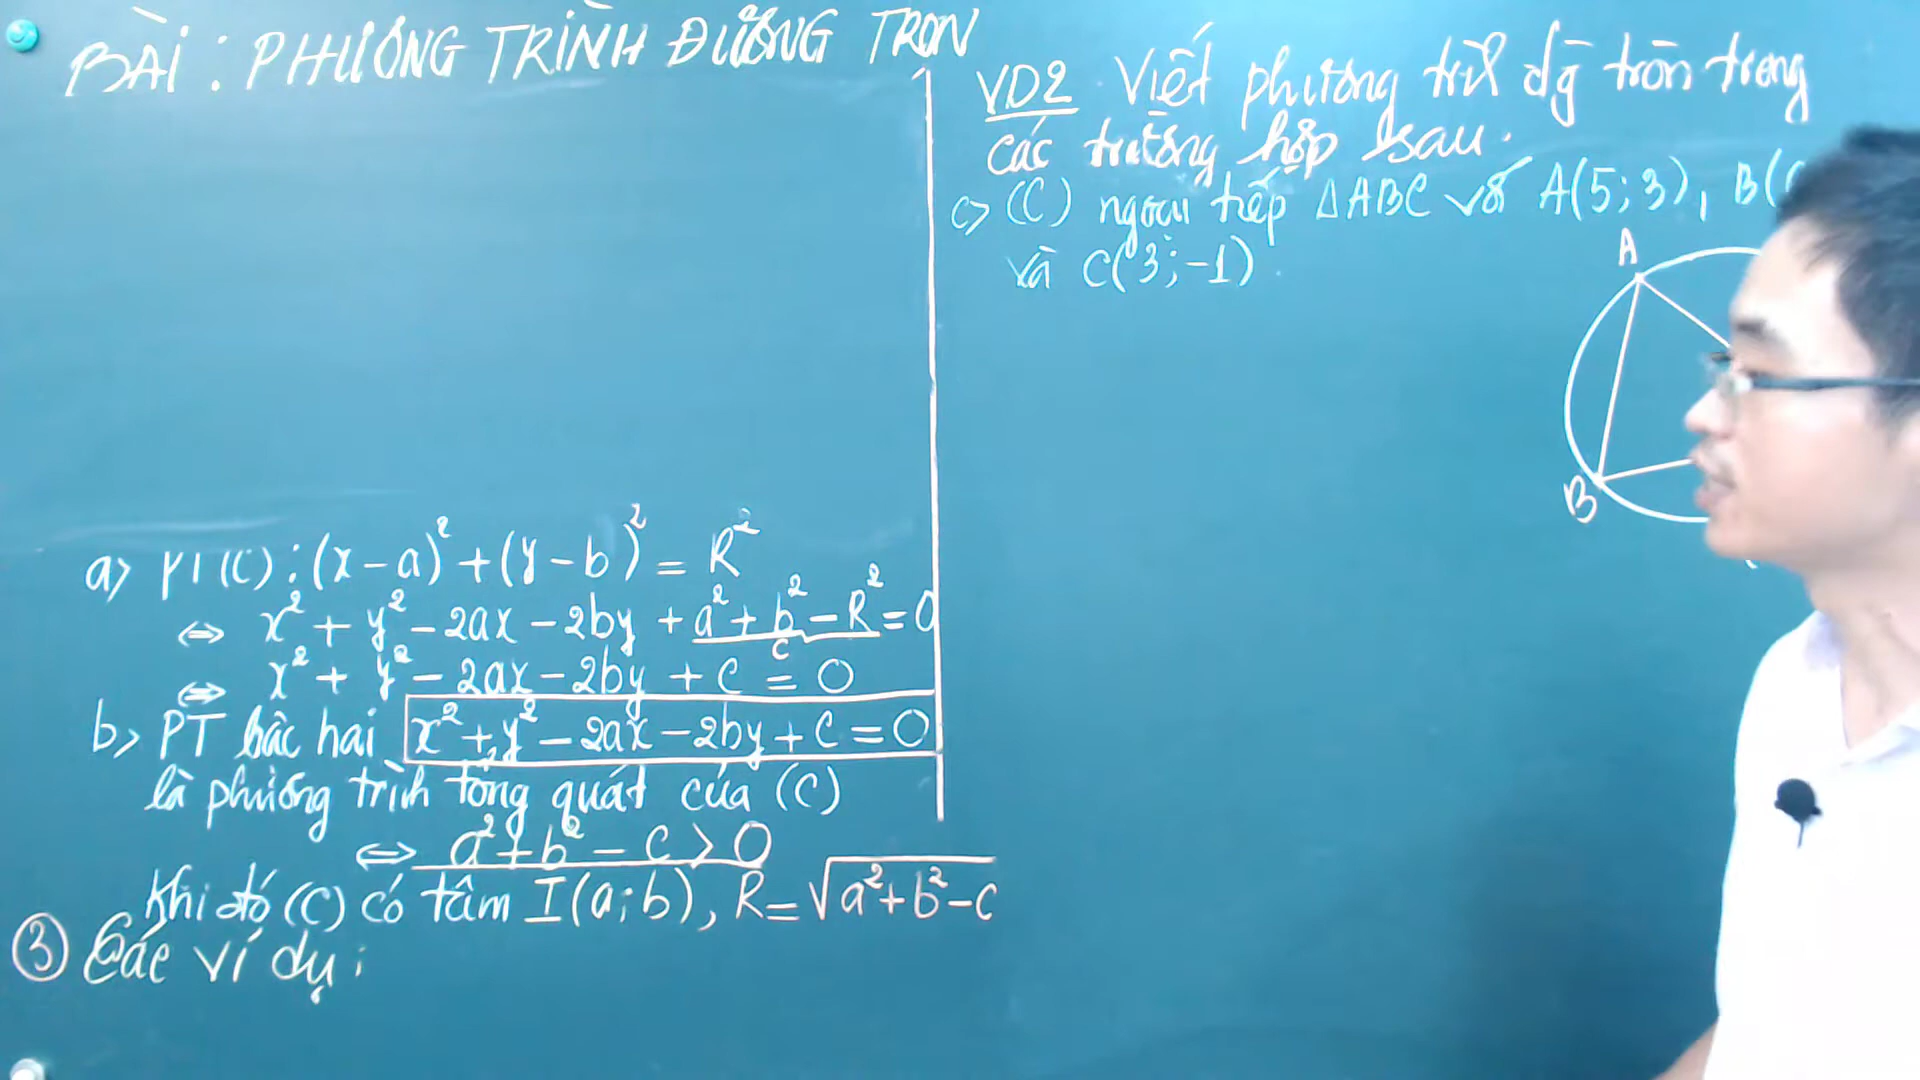 BÀI : PHƯƠNG TRÌNH ĐƯỜNG TRÒN
a) PT (C) : (x - a)² + (y - b)² = R²
⇔ x² + y² - 2ax - 2by + a² + b² - R² = 0
c
⇔ x² + y² - 2ax - 2by + c = 0
b) PT bậc hai x² + y² - 2ax - 2by + c = 0
là phương trình tổng quát của (C)
⇔ a² + b² - c > 0
Khi đó (C) có tâm I(a; b), R = √a² + b² - c
③ Các ví dụ :
VD2 . Viết phương trì đg tròn trong
các trường hợp sau.
c) (C) ngoại tiếp ΔABC với A(5; 3), B(
và C(3; -1)
A
B